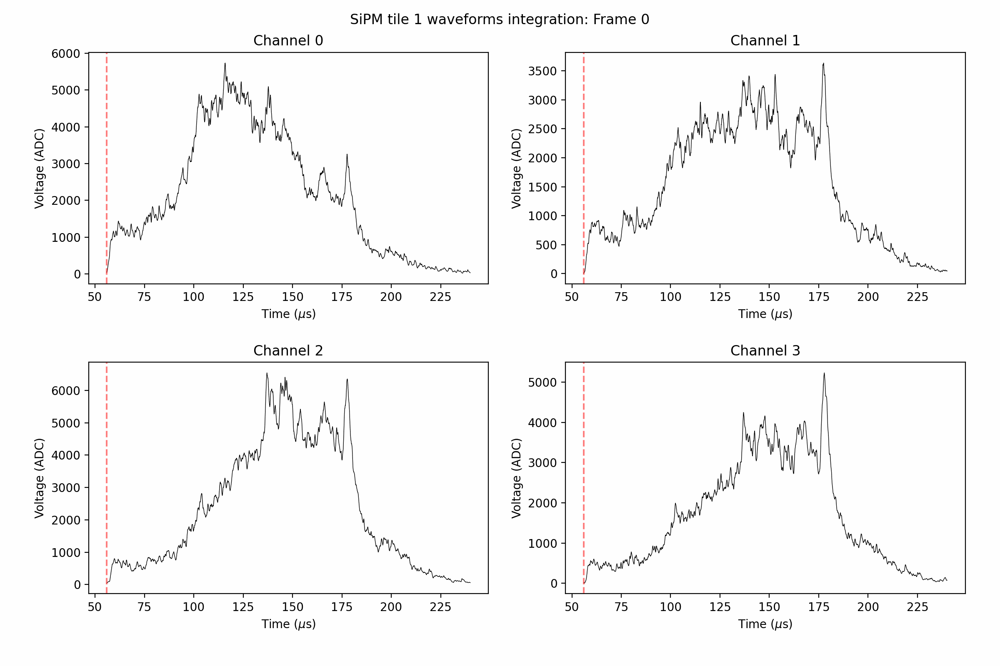 SiPM tile 1 waveforms integration: Frame 0
Channel 0
Voltage (ADC)
6000
5000
4000
3000
2000
1000
0
50 75 100 125 150 175 200 225
Time (μs)
Channel 1
Voltage (ADC)
3500
3000
2500
2000
1500
1000
500
0
50 75 100 125 150 175 200 225
Time (μs)
Channel 2
Voltage (ADC)
6000
5000
4000
3000
2000
1000
0
50 75 100 125 150 175 200 225
Time (μs)
Channel 3
Voltage (ADC)
5000
4000
3000
2000
1000
0
50 75 100 125 150 175 200 225
Time (μs)